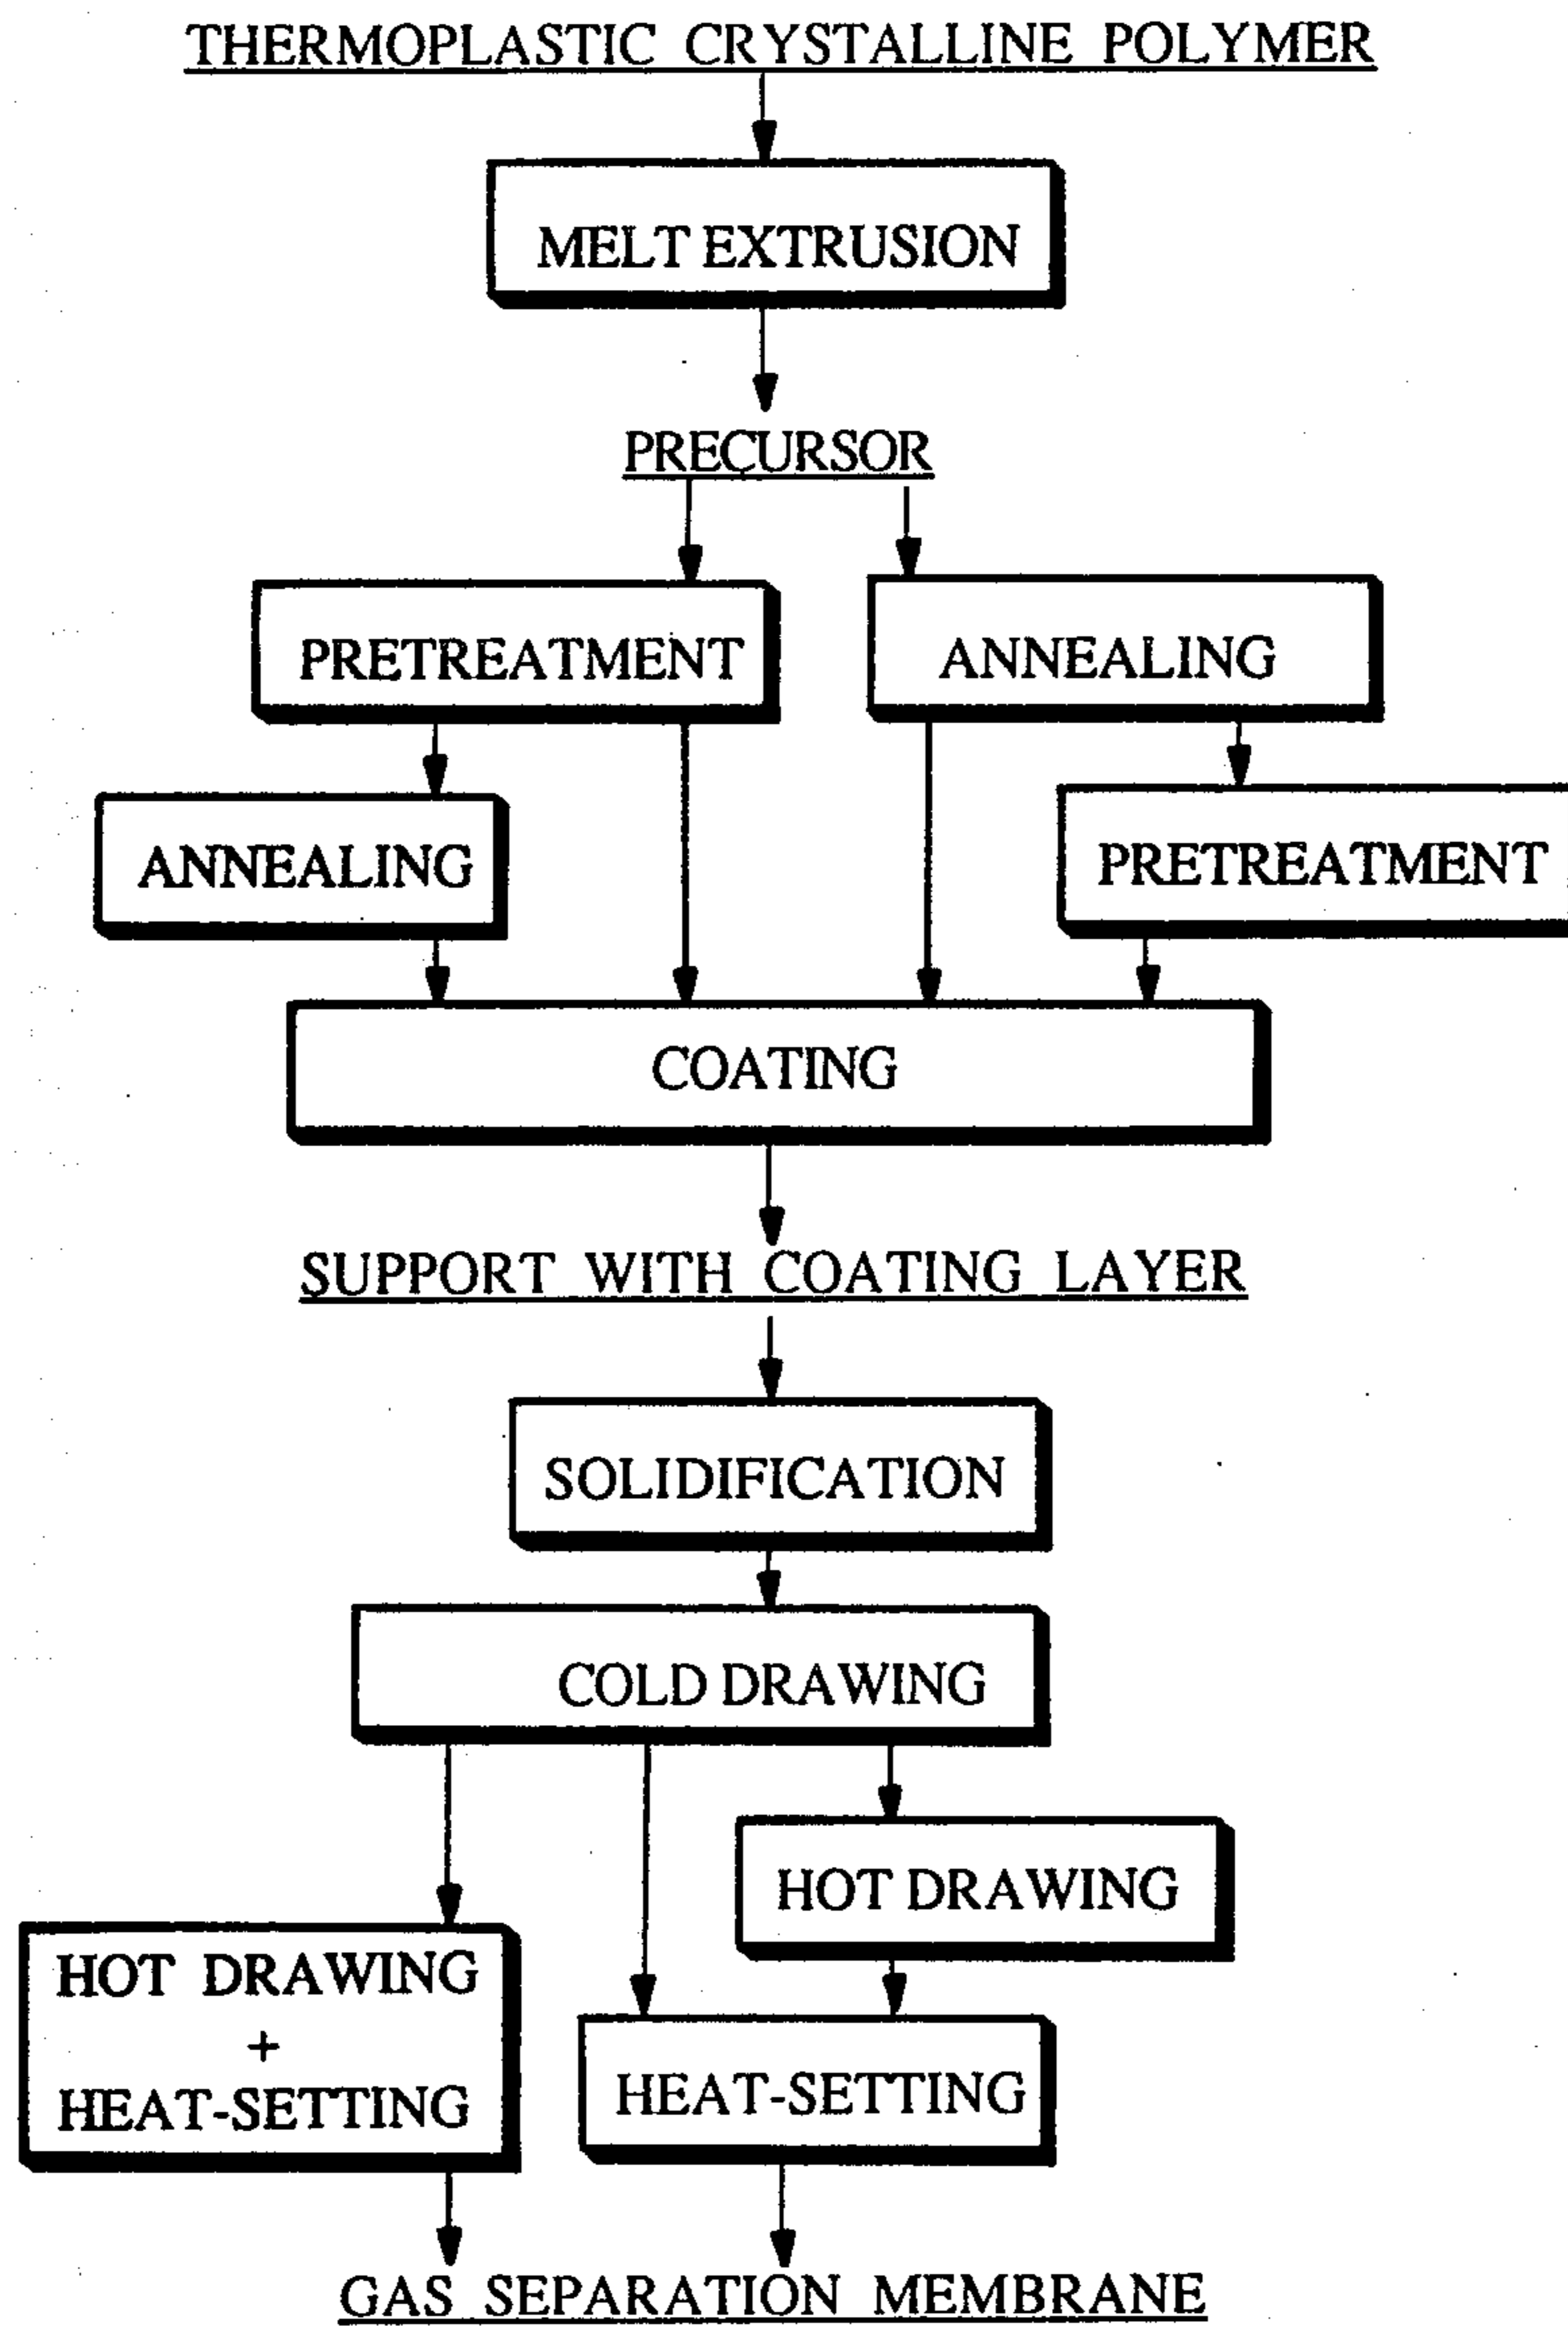 THERMOPLASTIC CRYSTALLINE POLYMER
MELT EXTRUSION
PRECURSOR
PRETREATMENT
ANNEALING
ANNEALING
PRETREATMENT
COATING
SUPPORT WITH COATING LAYER
SOLIDIFICATION
COLD DRAWING
HOT DRAWING
HOT DRAWING
+
HEAT-SETTING
HEAT-SETTING
GAS SEPARATION MEMBRANE